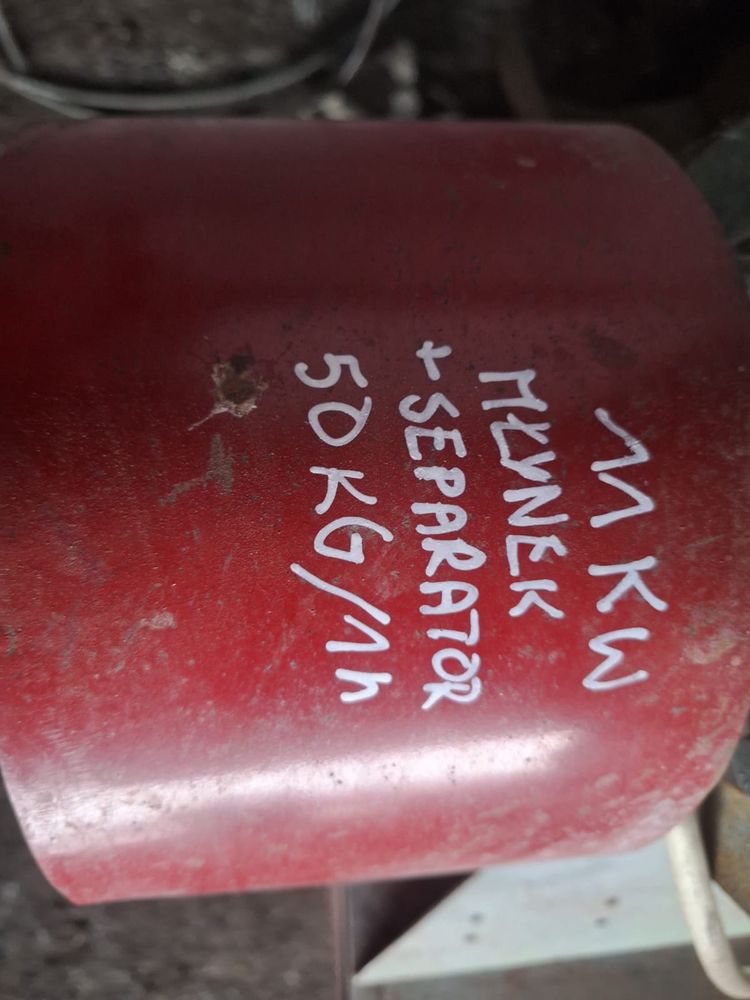 11 KW
MŁYNEK
+ SEPARATOR
50 KG/1h